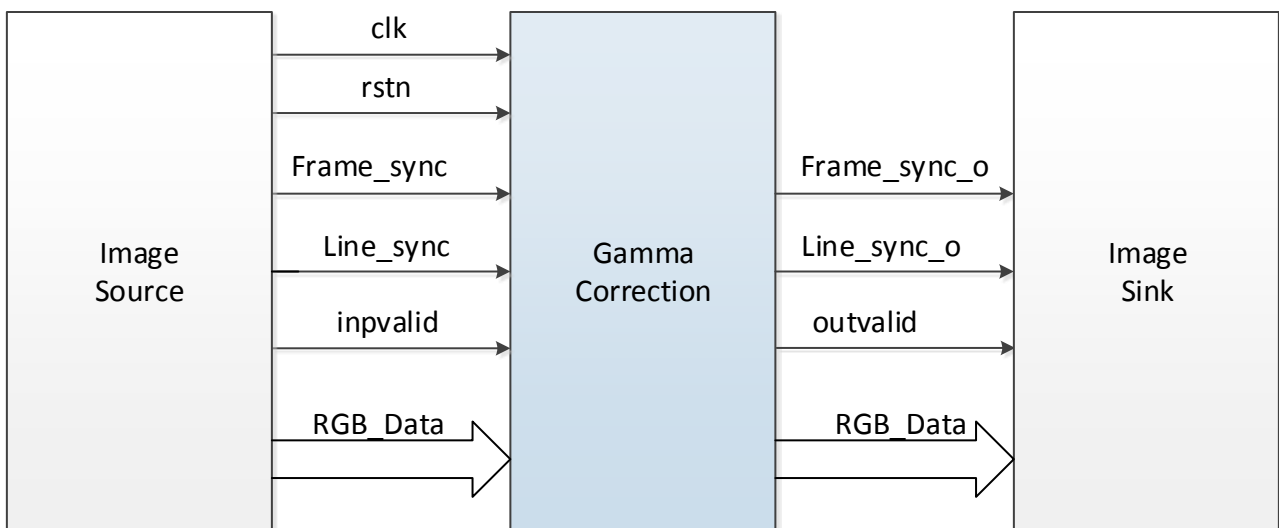 clk
rstn
Frame_sync
Frame_sync_o
Image
Source
Line_sync
Gamma
Correction
Line_sync_o
Image
Sink
inpvalid
outvalid
RGB_Data
RGB_Data